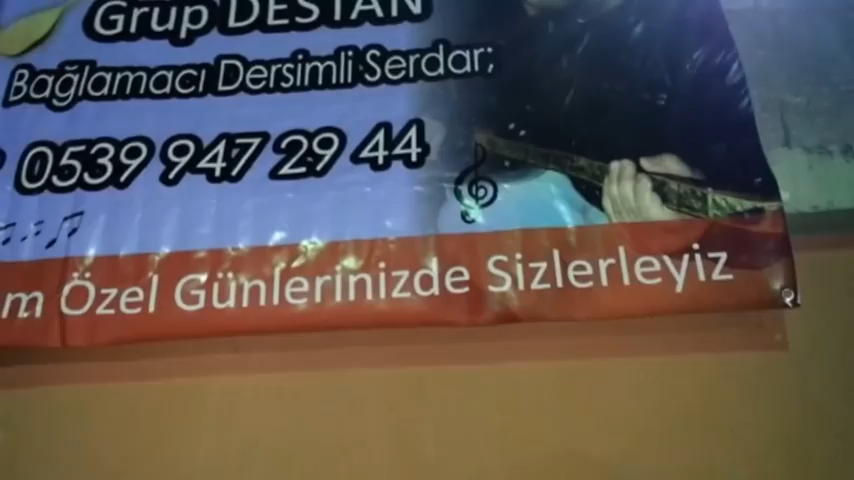 Grup DESTAN
Bağlamacı Dersimli Serdar;
0539 947 29 44
Özel Günlerinizde Sizlerleyiz